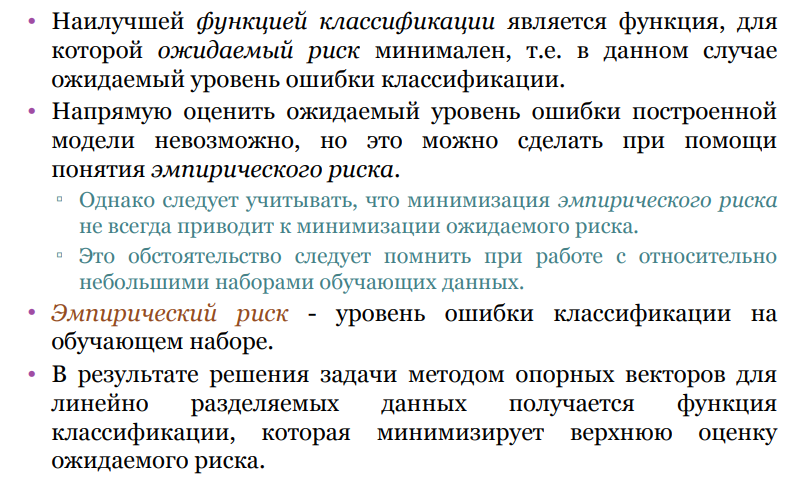 • Наилучшей функцией классификации является функция, для
которой ожидаемый риск минимален, т.е. в данном случае
ожидаемый уровень ошибки классификации.
• Напрямую оценить ожидаемый уровень ошибки построенной
модели невозможно, но это можно сделать при помощи
понятия эмпирического риска.
▫ Однако следует учитывать, что минимизация эмпирического риска
не всегда приводит к минимизации ожидаемого риска.
▫ Это обстоятельство следует помнить при работе с относительно
небольшими наборами обучающих данных.
• Эмпирический риск - уровень ошибки классификации на
обучающем наборе.
• В результате решения задачи методом опорных векторов для
линейно разделяемых данных получается функция
классификации, которая минимизирует верхнюю оценку
ожидаемого риска.